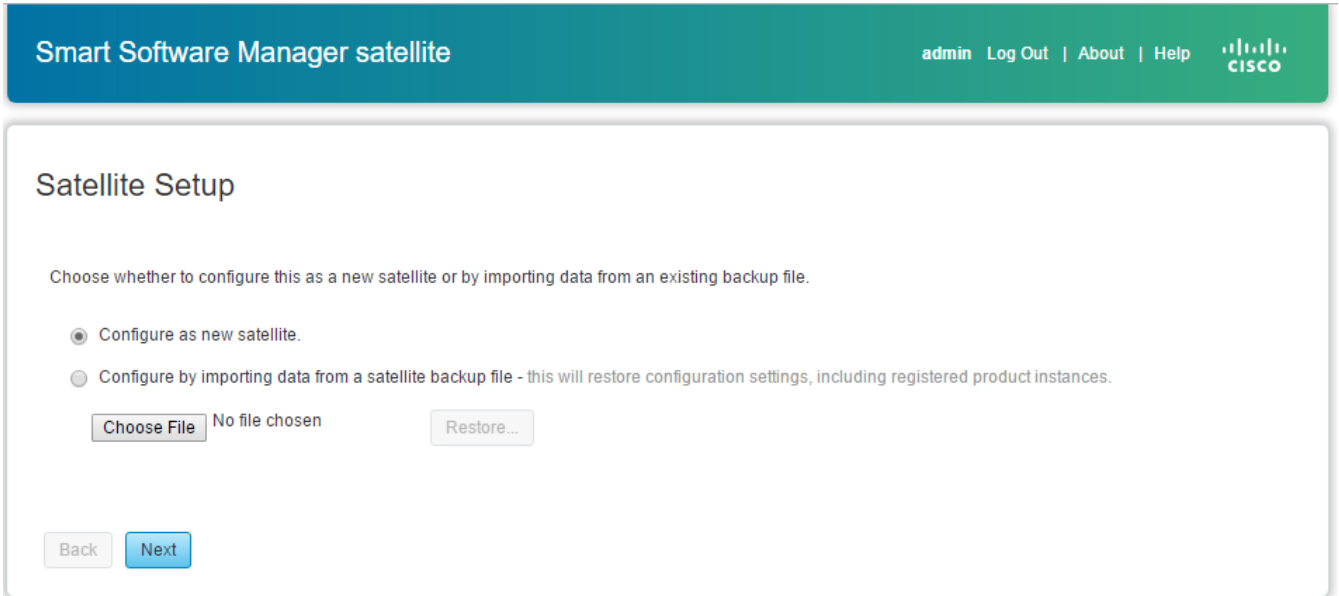 Smart Software Manager satellite
admin Log Out | About | Help
CISCO
Satellite Setup
Choose whether to configure this as a new satellite or by importing data from an existing backup file.
Configure as new satellite.
Configure by importing data from a satellite backup file - this will restore configuration settings, including registered product instances.
Choose File No file chosen Restore...
Back Next